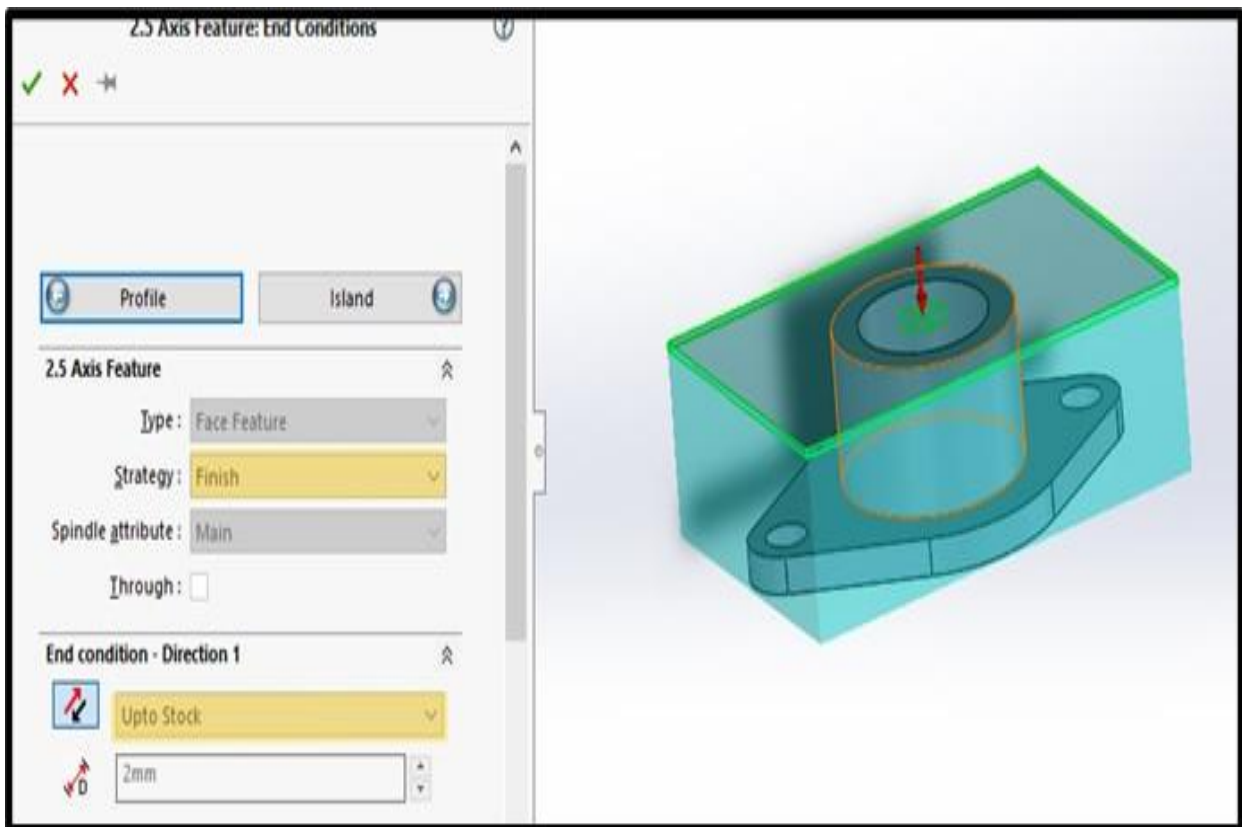 2.5 Axis Feature: End Conditions
Profile
Island
2.5 Axis Feature
Type : Face Feature
Strategy : Finish
Spindle attribute : Main
Through :
End condition - Direction 1
Upto Stock
D 2mm